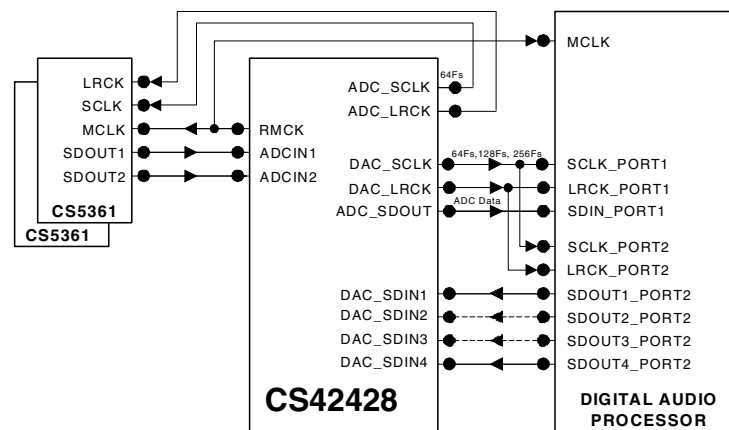 MCLK
LRCK
SCLK
MCLK
SDOUT1
SDOUT2
CS5361
CS5361
RMCK
ADCIN1
ADCIN2
ADC_SCLK
64Fs
ADC_LRCK
DAC_SCLK
64Fs,128Fs, 256Fs
DAC_LRCK
ADC_SDOUT
ADC Data
DAC_SDIN1
DAC_SDIN2
DAC_SDIN3
DAC_SDIN4
CS42428
SCLK_PORT1
LRCK_PORT1
SDIN_PORT1
SCLK_PORT2
LRCK_PORT2
SDOUT1_PORT2
SDOUT2_PORT2
SDOUT3_PORT2
SDOUT4_PORT2
DIGITAL AUDIO
PROCESSOR